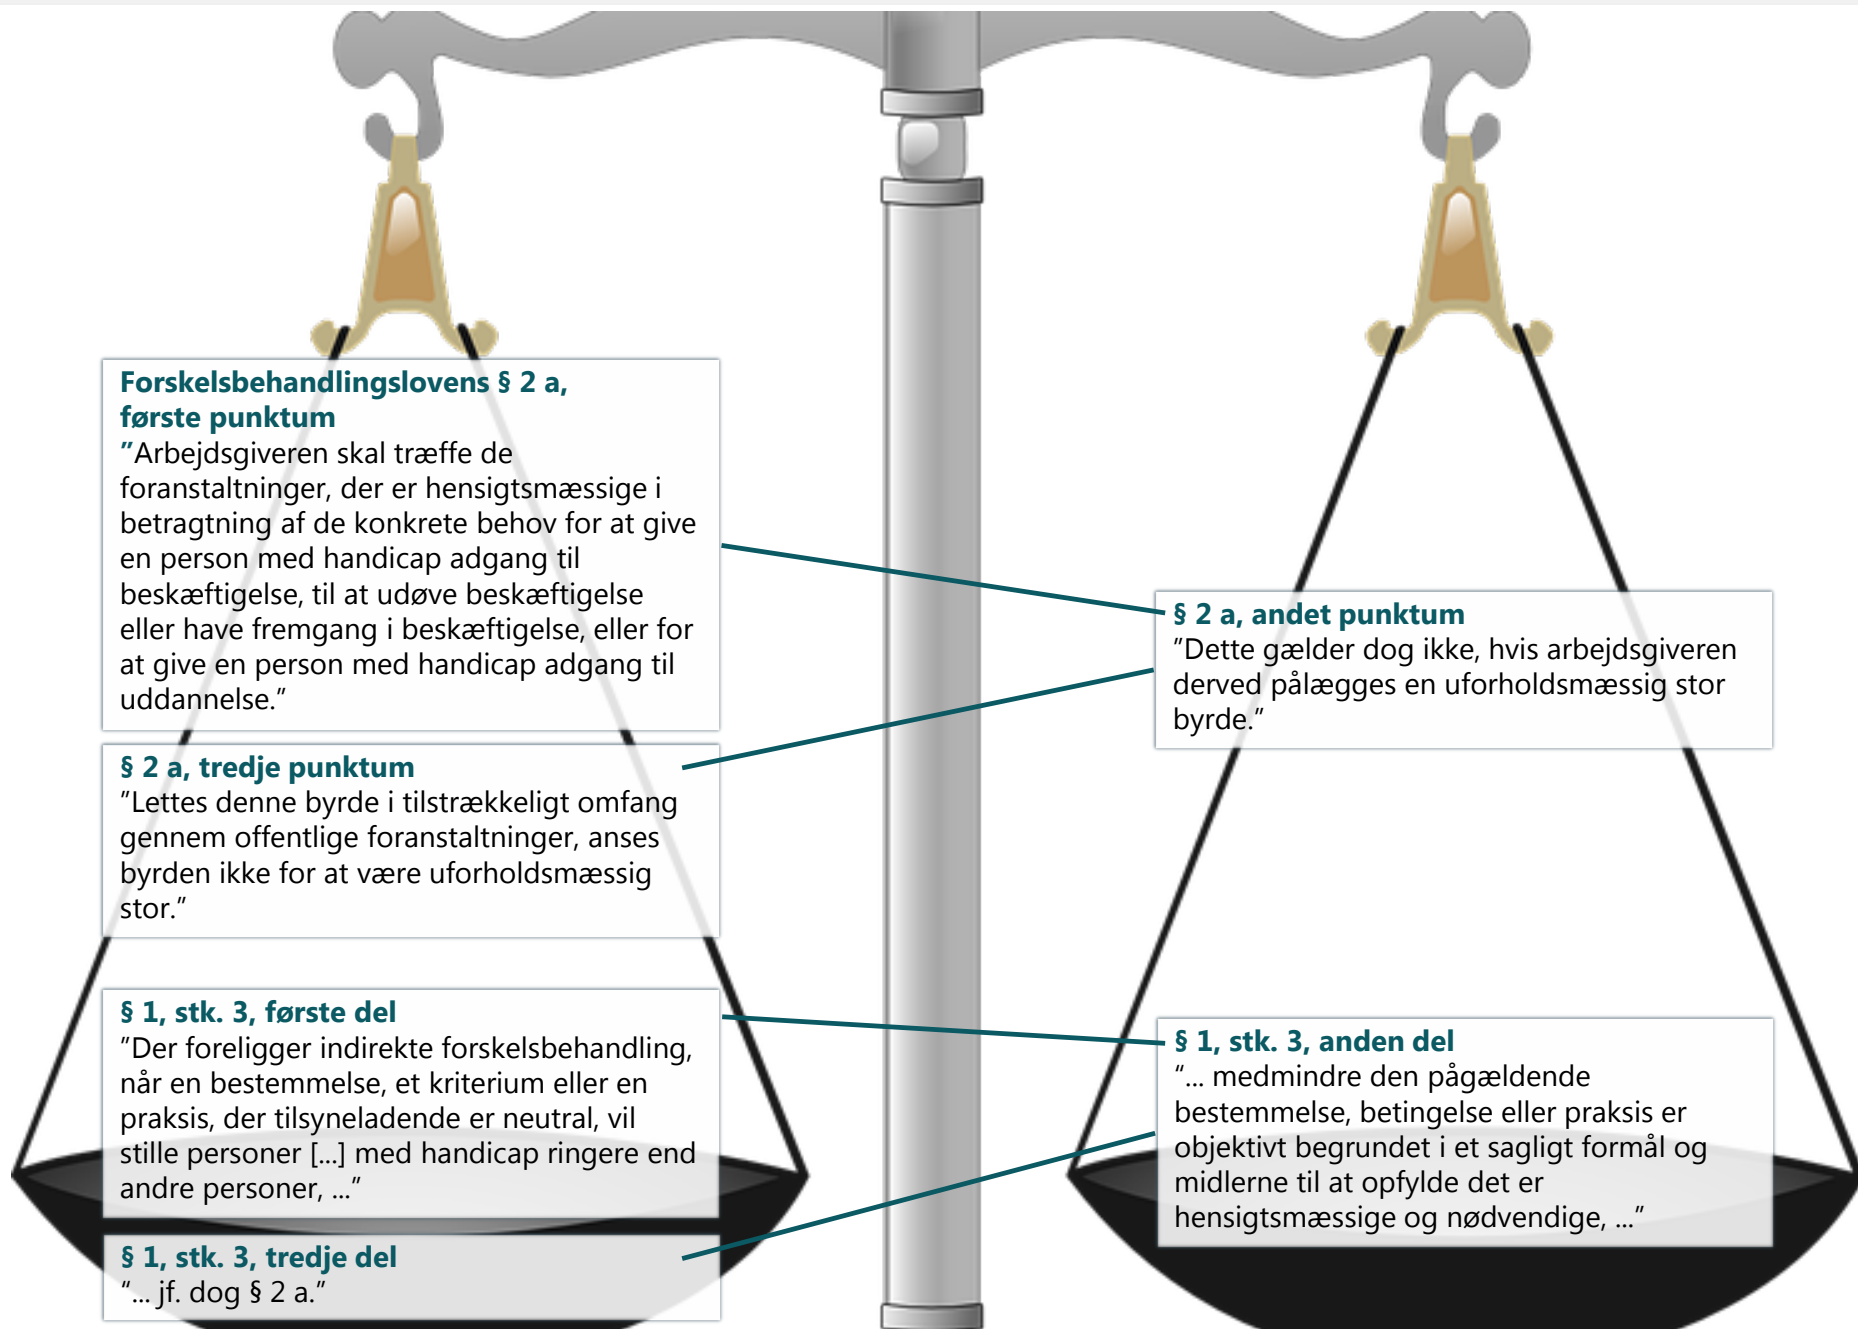 Forskelsbehandlingslovens § 2 a,
første punktum
”Arbejdsgiveren skal træffe de
foranstaltninger, der er hensigtsmæssige i
betragtning af de konkrete behov for at give
en person med handicap adgang til
beskæftigelse, til at udøve beskæftigelse
eller have fremgang i beskæftigelse, eller for
at give en person med handicap adgang til
uddannelse.”
§ 2 a, andet punktum
”Dette gælder dog ikke, hvis arbejdsgiveren
derved pålægges en uforholdsmæssig stor
byrde.”
§ 2 a, tredje punktum
”Lettes denne byrde i tilstrækkeligt omfang
gennem offentlige foranstaltninger, anses
byrden ikke for at være uforholdsmæssig
stor.”
§ 1, stk. 3, første del
”Der foreligger indirekte forskelsbehandling,
når en bestemmelse, et kriterium eller en
praksis, der tilsyneladende er neutral, vil
stille personer [...] med handicap ringere end
andre personer, ...”
§ 1, stk. 3, anden del
“... medmindre den pågældende
bestemmelse, betingelse eller praksis er
objektivt begrundet i et sagligt formål og
midlerne til at opfylde det er
hensigtsmæssige og nødvendige, ...”
§ 1, stk. 3, tredje del
“... jf. dog § 2 a.”